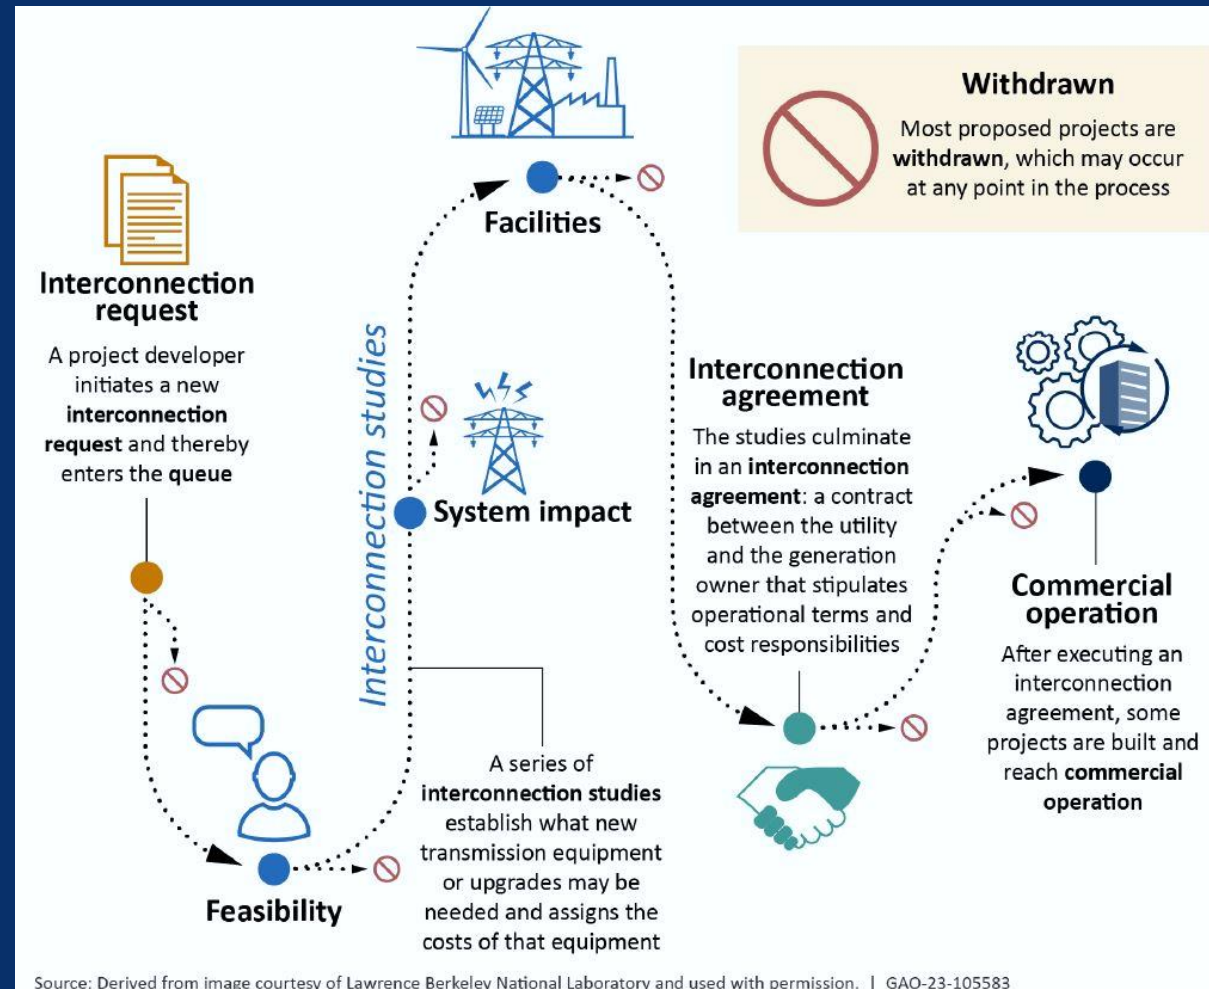 Withdrawn
Most proposed projects are
withdrawn, which may occur
at any point in the process
Interconnection
request
A project developer
initiates a new
interconnection
request and thereby
enters the queue
Feasibility
Interconnection studies
A series of
interconnection studies
establish what new
transmission equipment
or upgrades may be
needed and assigns the
costs of that equipment
System impact
Facilities
Interconnection
agreement
The studies culminate
in an interconnection
agreement: a contract
between the utility
and the generation
owner that stipulates
operational terms and
cost responsibilities
Commercial
operation
After executing an
interconnection
agreement, some
projects are built and
reach commercial
operation
Source: Derived from image courtesy of Lawrence Berkeley National Laboratory and used with permission. | GAO-23-105583